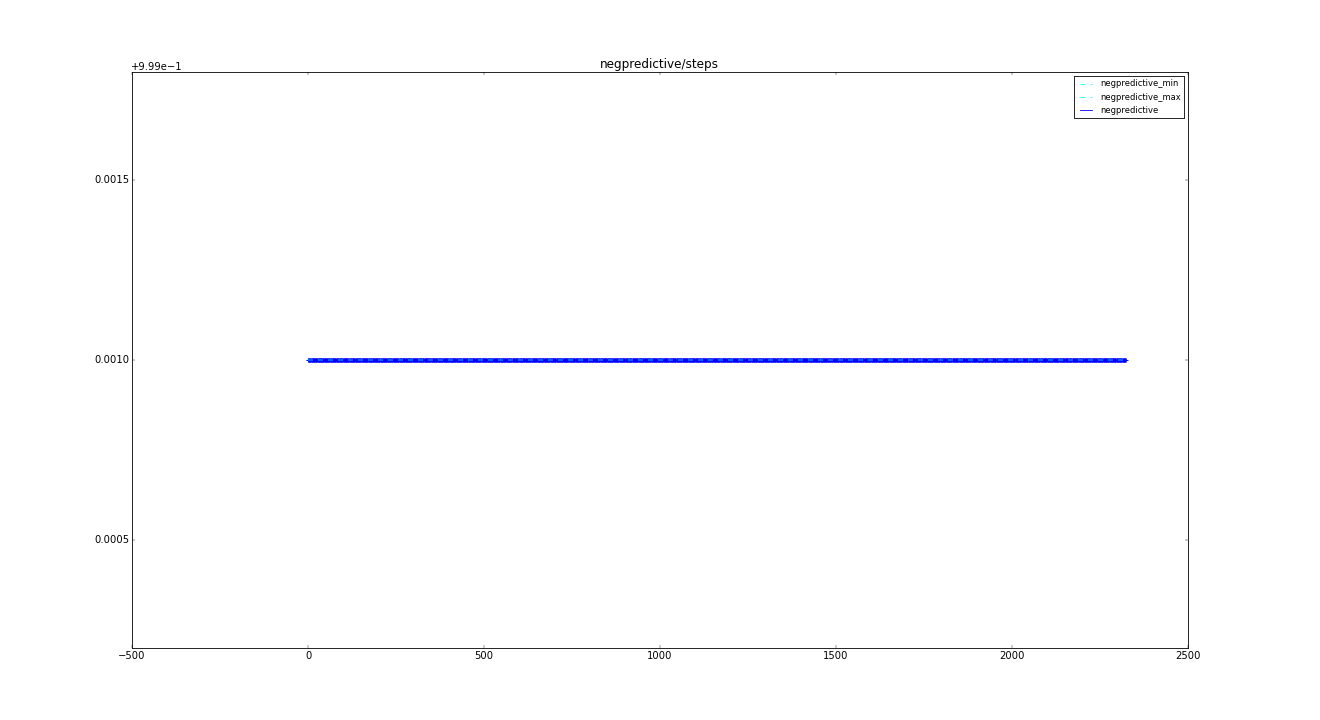 negpredictive/steps
+9.99e−1
negpredictive_min
negpredictive_max
negpredictive
0.0015
0.0010
0.0005
−500
0
500
1000
1500
2000
2500